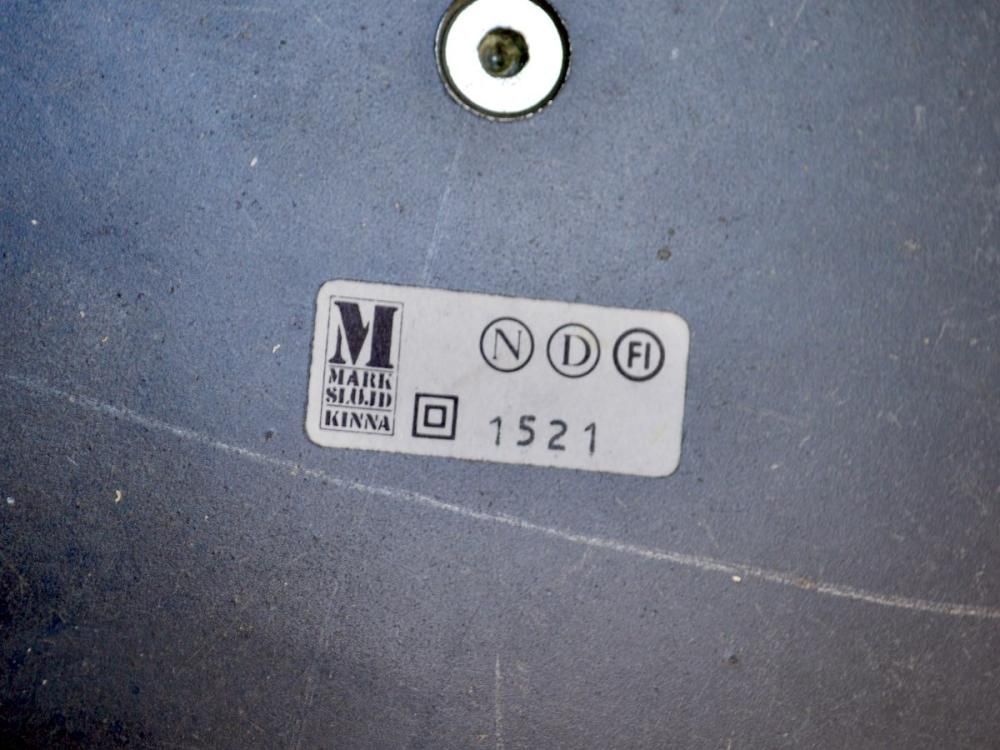 M
MARK
SLÖJD
KINNA
N D FI
1521